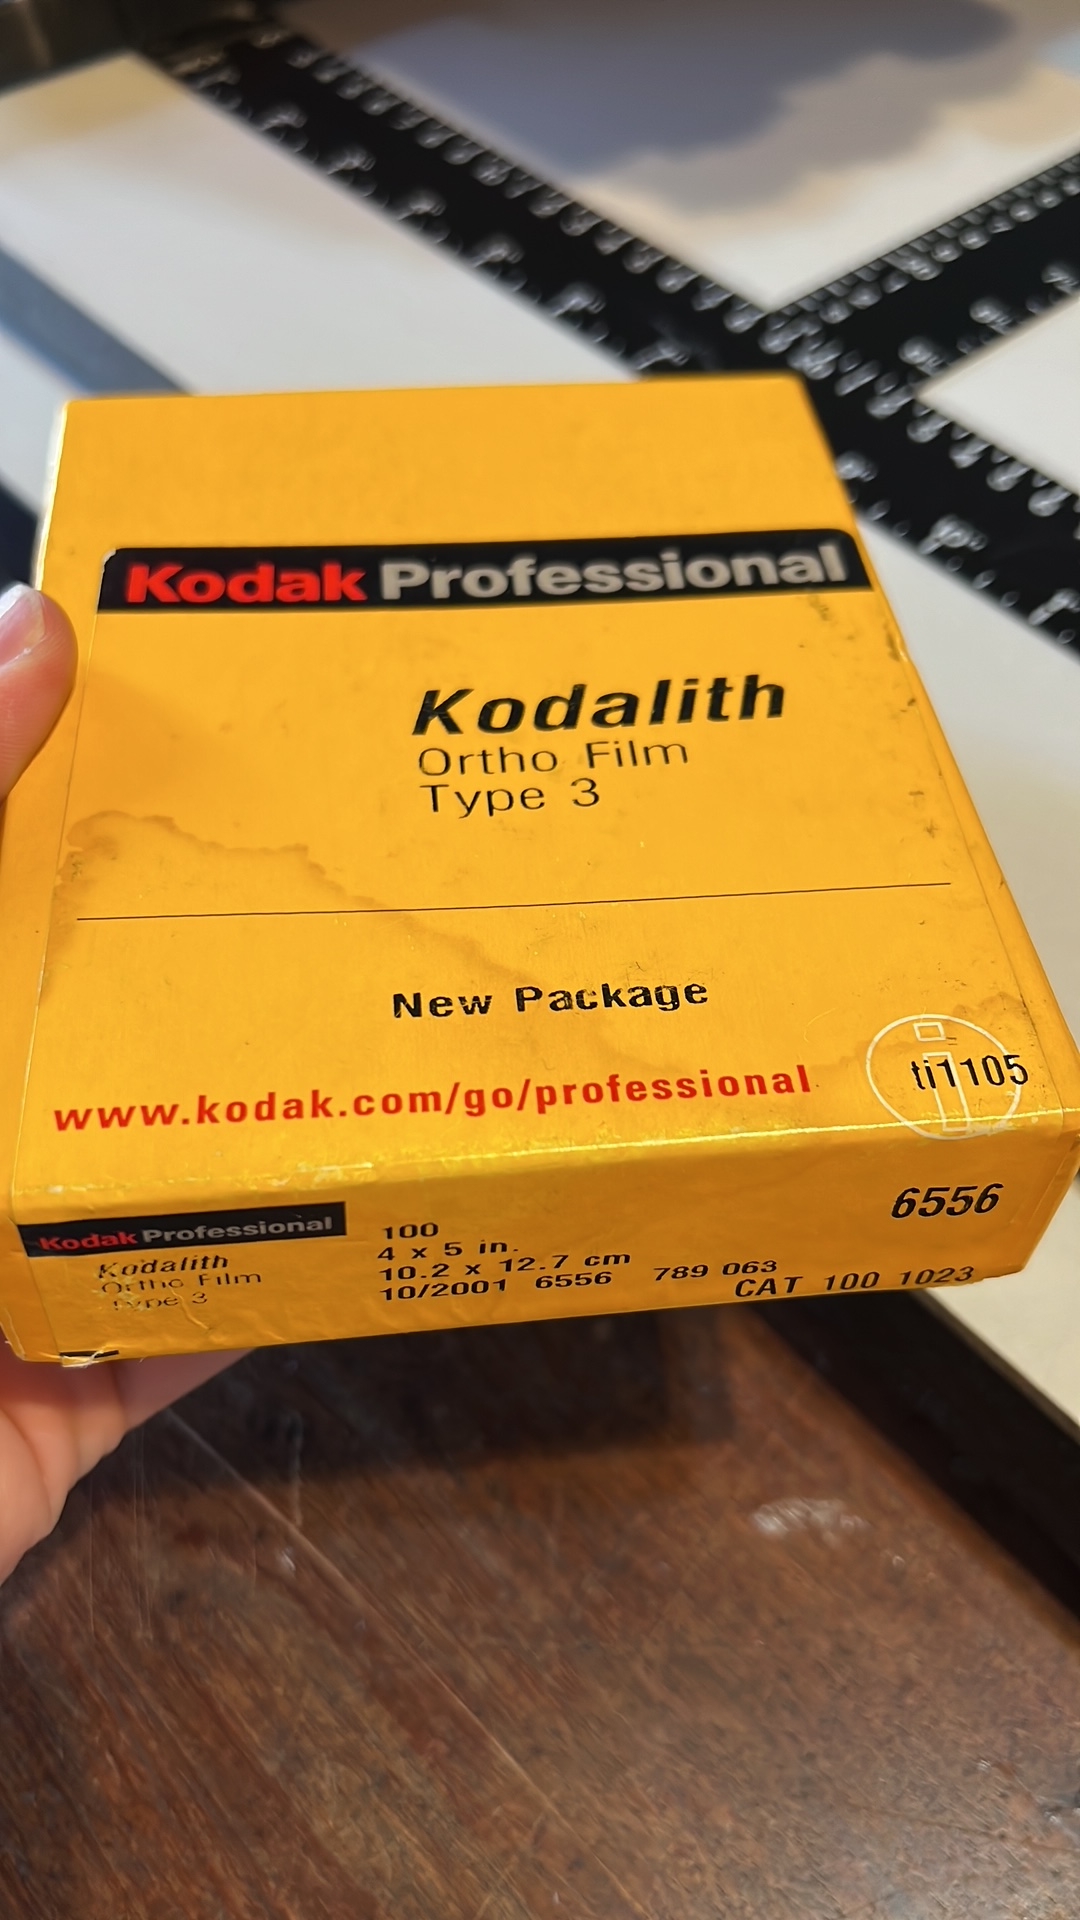 Kodak Professional
Kodalith
Ortho Film
Type 3
New Package
www.kodak.com/go/professional
ti1105
6556
Kodak Professional
Kodalith
Ortho Film
Type 3
100
4 x 5 in.
10.2 x 12.7 cm
10/2001 6556 789 063
CAT 100 1023